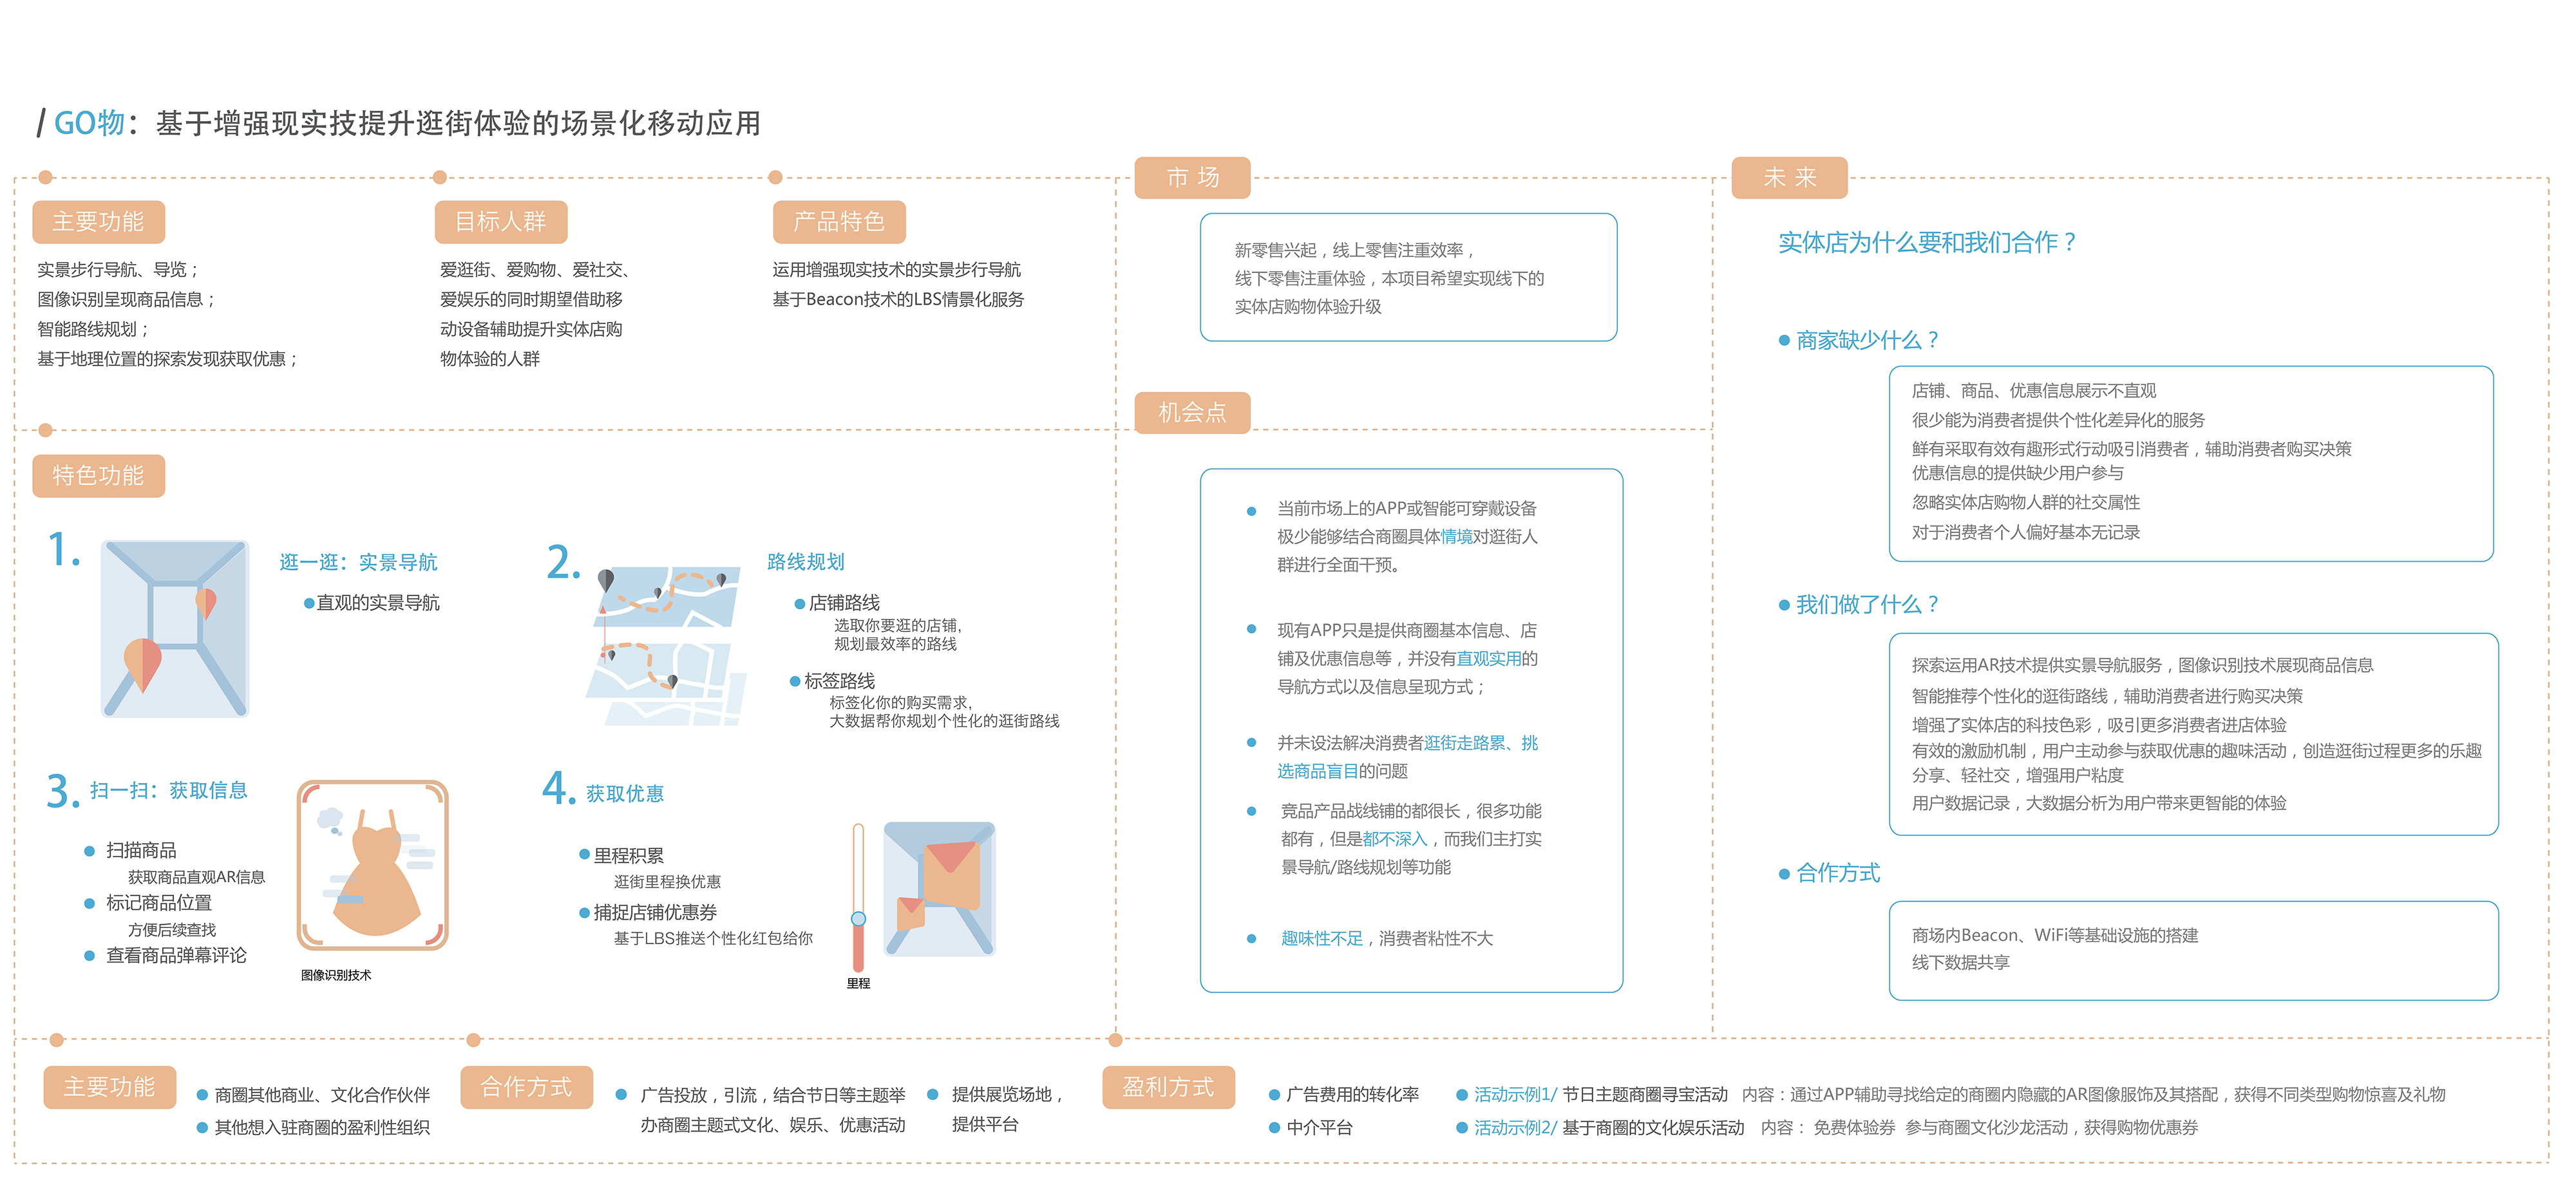 / GO物：基于增强现实技提升逛街体验的场景化移动应用
主要功能
实景步行导航、导览；
图像识别呈现商品信息；
智能路线规划；
基于地理位置的探索发现获取优惠；
目标人群
爱逛街、爱购物、爱社交、
爱娱乐的同时期望借助移
动设备辅助提升实体店购
物体验的人群
产品特色
运用增强现实技术的实景步行导航
基于Beacon技术的LBS情景化服务
特色功能
1.
逛一逛：实景导航
直观的实景导航
2.
路线规划
店铺路线
选取你要逛的店铺，
规划最效率的路线
标签路线
标签化你的购买需求，
大数据帮你规划个性化的逛街路线
3.
扫一扫：获取信息
扫描商品
获取商品直观AR信息
标记商品位置
方便后续查找
查看商品弹幕评论
图像识别技术
4.
获取优惠
里程积累
逛街里程换优惠
捕捉店铺优惠券
基于LBS推送个性化红包给你
里程
市 场
新零售兴起，线上零售注重效率，
线下零售注重体验，本项目希望实现线下的
实体店购物体验升级
机会点
当前市场上的APP或智能可穿戴设备
极少能够结合商圈具体情境对逛街人
群进行全面干预。
现有APP只是提供商圈基本信息、店
铺及优惠信息等，并没有直观实用的
导航方式以及信息呈现方式；
并未设法解决消费者逛街走路累、挑
选商品盲目的问题
竞品产品战线铺的都很长，很多功能
都有，但是都不深入，而我们主打实
景导航/路线规划等功能
趣味性不足，消费者粘性不大
未 来
实体店为什么要和我们合作？
商家缺少什么？
店铺、商品、优惠信息展示不直观
很少能为消费者提供个性化差异化的服务
鲜有采取有效有趣形式行动吸引消费者，辅助消费者购买决策
优惠信息的提供缺少用户参与
忽略实体店购物人群的社交属性
对于消费者个人偏好基本无记录
我们做了什么？
探索运用AR技术提供实景导航服务，图像识别技术展现商品信息
智能推荐个性化的逛街路线，辅助消费者进行购买决策
增强了实体店的科技色彩，吸引更多消费者进店体验
有效的激励机制，用户主动参与获取优惠的趣味活动，创造逛街过程更多的乐趣
分享、轻社交，增强用户粘度
用户数据记录，大数据分析为用户带来更智能的体验
合作方式
商场内Beacon、WiFi等基础设施的搭建
线下数据共享
主要功能
商圈其他商业、文化合作伙伴
其他想入驻商圈的盈利性组织
合作方式
广告投放，引流，结合节日等主题举
办商圈主题式文化、娱乐、优惠活动
提供展览场地，
提供平台
盈利方式
广告费用的转化率
中介平台
活动示例1/ 节日主题商圈寻宝活动 内容：通过APP辅助寻找给定的商圈内隐藏的AR图像服饰及其搭配，获得不同类型购物惊喜及礼物
活动示例2/ 基于商圈的文化娱乐活动 内容： 免费体验券 参与商圈文化沙龙活动，获得购物优惠券